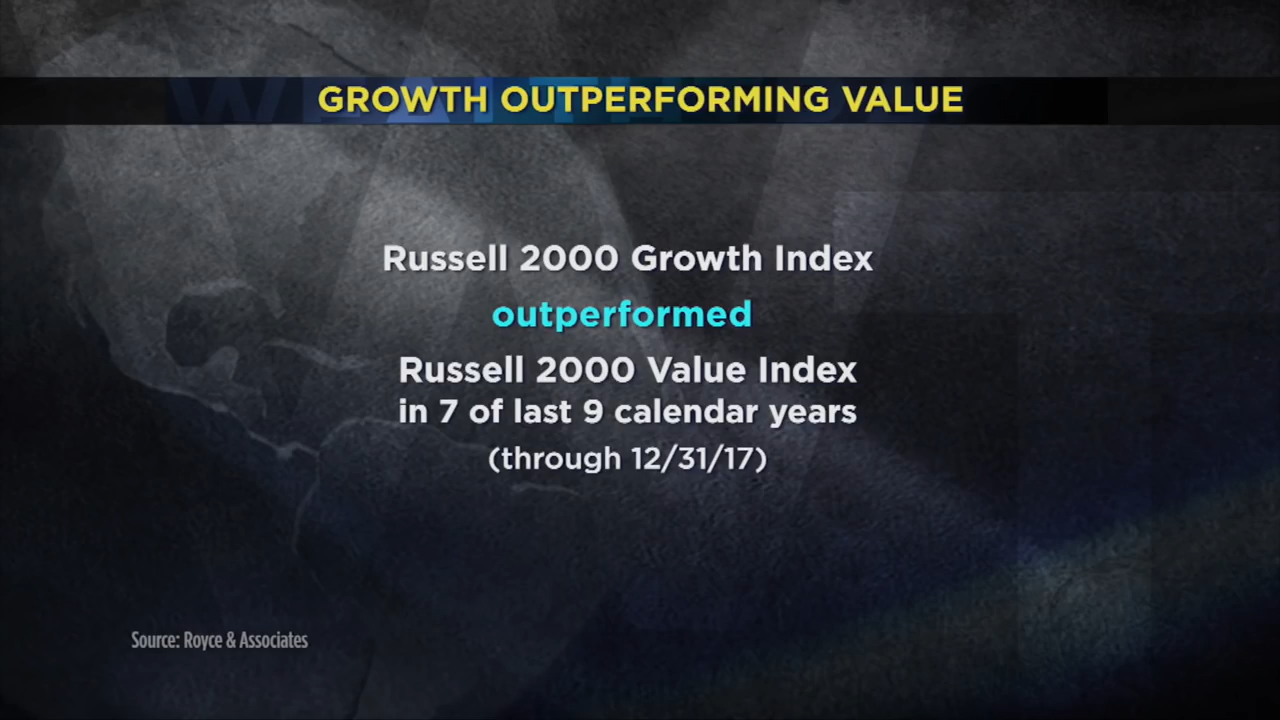 GROWTH OUTPERFORMING VALUE
Russell 2000 Growth Index
outperformed
Russell 2000 Value Index
in 7 of last 9 calendar years
(through 12/31/17)
Source: Royce & Associates